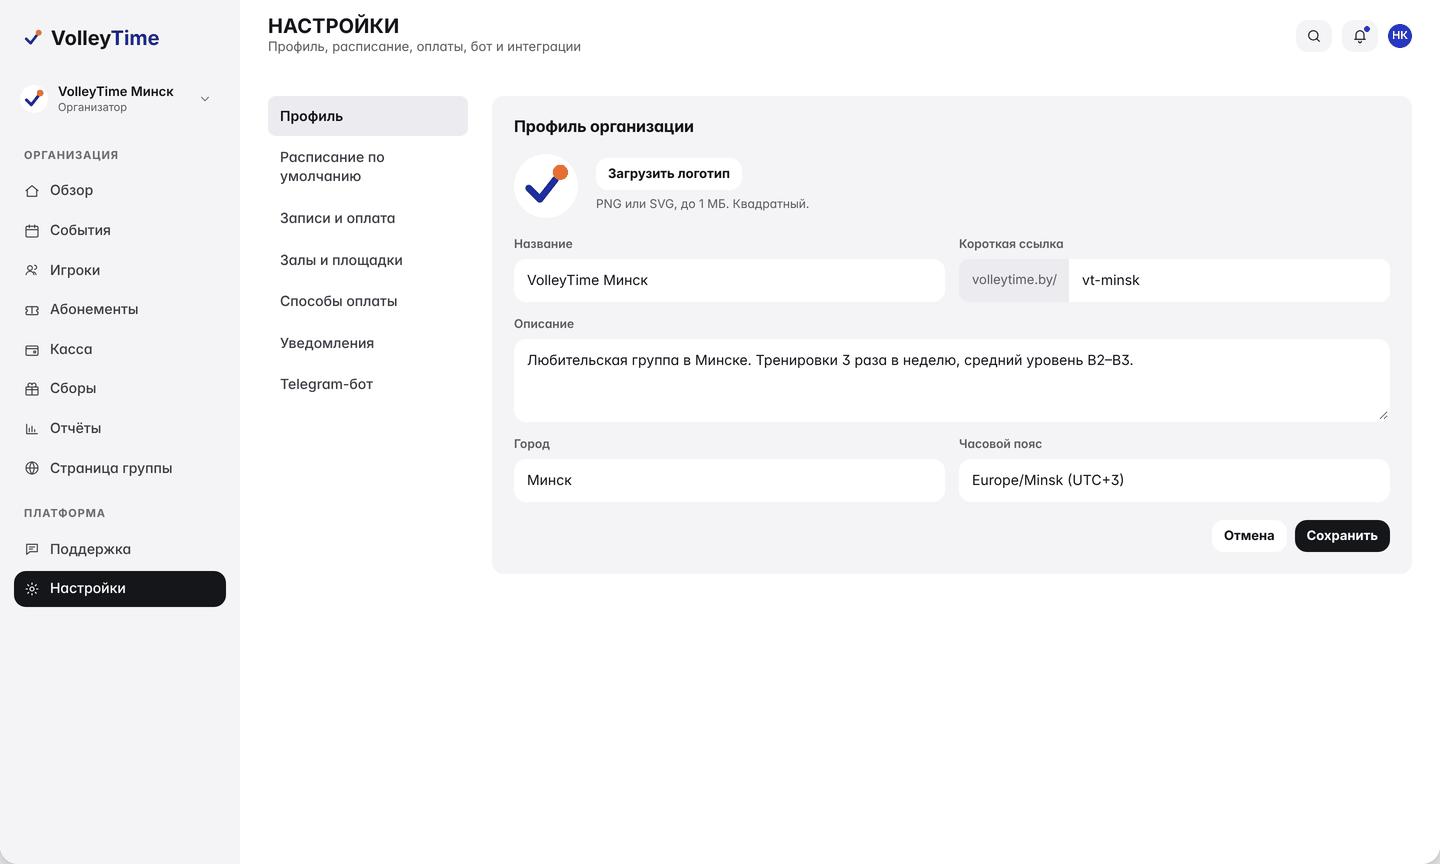 VolleyTime
VolleyTime Минск
Организатор
ОРГАНИЗАЦИЯ
Обзор
События
Игроки
Абонементы
Касса
Сборы
Отчёты
Страница группы
ПЛАТФОРМА
Поддержка
Настройки
НАСТРОЙКИ
Профиль, расписание, оплаты, бот и интеграции
НК
Профиль
Расписание по
умолчанию
Записи и оплата
Залы и площадки
Способы оплаты
Уведомления
Telegram-бот
Профиль организации
Загрузить логотип
PNG или SVG, до 1 МБ. Квадратный.
Название
Короткая ссылка
VolleyTime Минск
volleytime.by/ vt-minsk
Описание
Любительская группа в Минске. Тренировки 3 раза в неделю, средний уровень B2–B3.
Город
Часовой пояс
Минск
Europe/Minsk (UTC+3)
Отмена
Сохранить